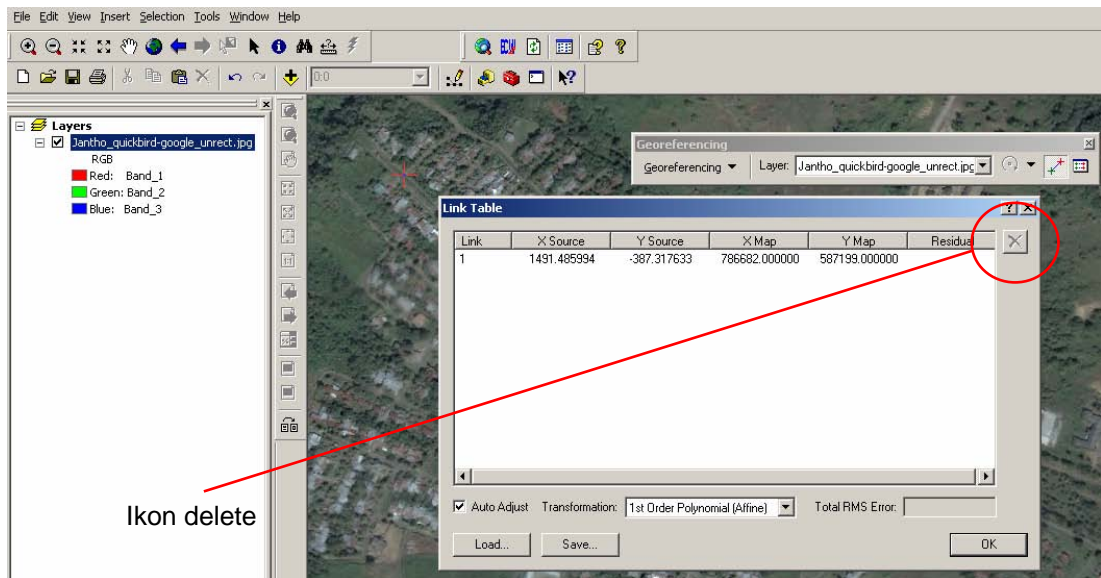 File Edit View Insert Selection Tools Window Help
0:0
Layers
Jantho_quickbird-google_unrect.jpg
RGB
Red: Band_1
Green: Band_2
Blue: Band_3
Georeferencing
Georeferencing Layer: Jantho_quickbird-google_unrect.jpg
Link Table
Link X Source Y Source X Map Y Map Residual
1 1491.485994 -387.317633 786682.000000 587199.000000
Auto Adjust Transformation: 1st Order Polynomial (Affine) Total RMS Error:
Load... Save... OK
Ikon delete